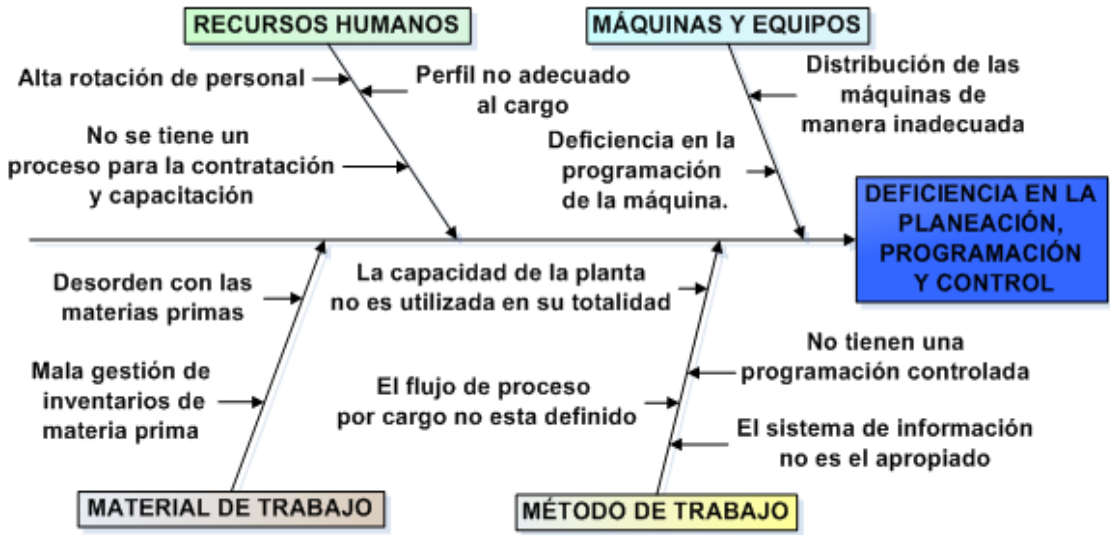 RECURSOS HUMANOS
MÁQUINAS Y EQUIPOS
Alta rotación de personal
Perfil no adecuado
al cargo
No se tiene un
proceso para la contratación
y capacitación
Distribución de las
máquinas de
manera inadecuada
Deficiencia en la
programación
de la máquina.
DEFICIENCIA EN LA
PLANEACIÓN,
PROGRAMACIÓN
Y CONTROL
Desorden con las
materias primas
Mala gestión de
inventarios de
materia prima
La capacidad de la planta
no es utilizada en su totalidad
No tienen una
programación controlada
El flujo de proceso
por cargo no esta definido
El sistema de información
no es el apropiado
MATERIAL DE TRABAJO
MÉTODO DE TRABAJO